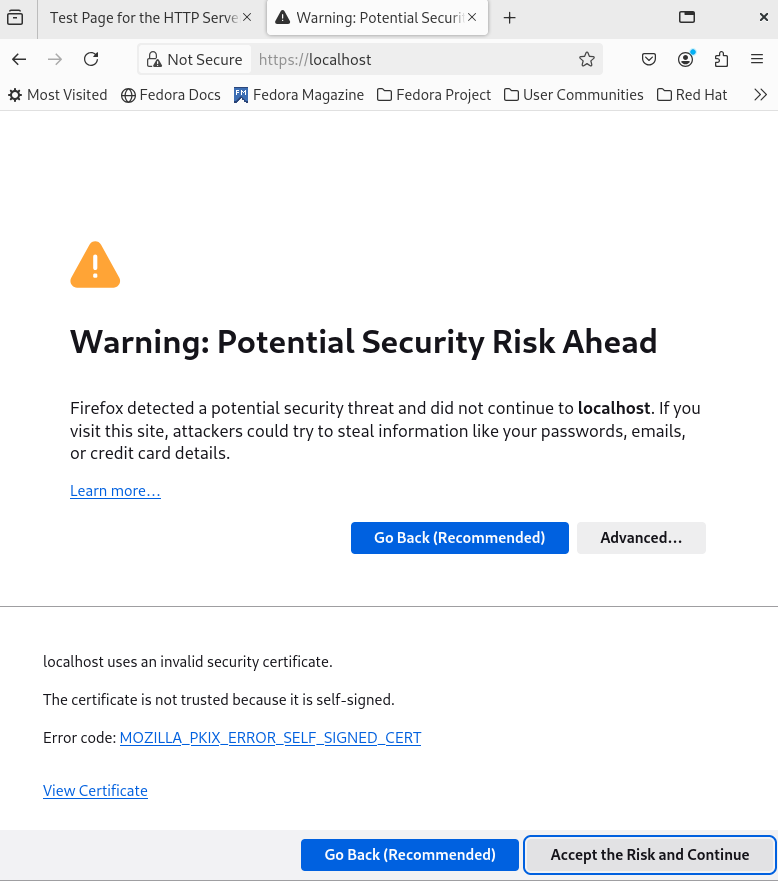 Test Page for the HTTP Serve
Warning: Potential Securit
Not Secure https://localhost
Most Visited Fedora Docs FM Fedora Magazine Fedora Project User Communities Red Hat
Warning: Potential Security Risk Ahead
Firefox detected a potential security threat and did not continue to localhost. If you
visit this site, attackers could try to steal information like your passwords, emails,
or credit card details.
Learn more…
Go Back (Recommended) Advanced…
localhost uses an invalid security certificate.
The certificate is not trusted because it is self-signed.
Error code: MOZILLA_PKIX_ERROR_SELF_SIGNED_CERT
View Certificate
Go Back (Recommended) Accept the Risk and Continue